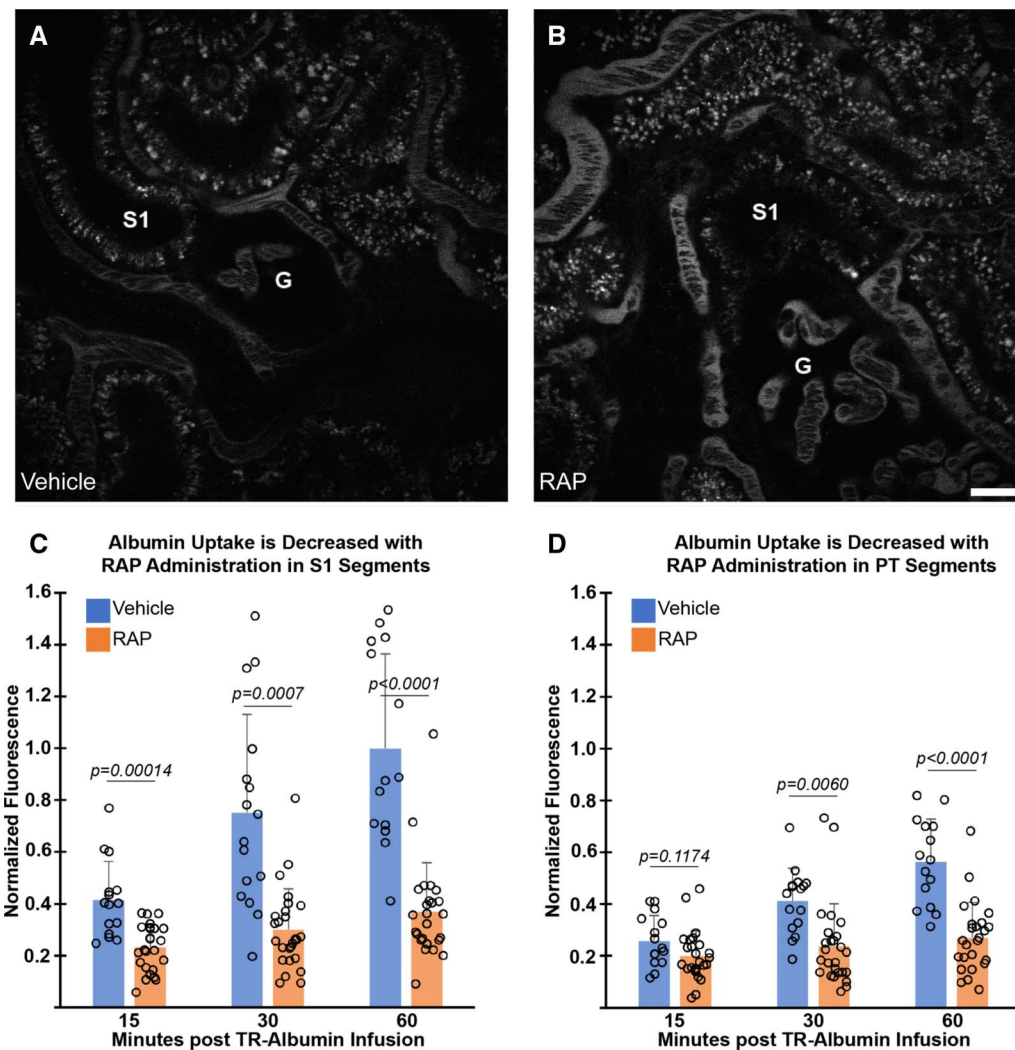 A
S1
G
Vehicle
B
S1
G
RAP
C
Albumin Uptake is Decreased with
RAP Administration in S1 Segments
Normalized Fluorescence
1.6
1.4
1.2
1.0
0.8
0.6
0.4
0.2
Vehicle
RAP
p=0.00014
p=0.0007
p<0.0001
15
30
60
Minutes post TR-Albumin Infusion
D
Albumin Uptake is Decreased with
RAP Administration in PT Segments
Normalized Fluorescence
1.6
1.4
1.2
1.0
0.8
0.6
0.4
0.2
Vehicle
RAP
p=0.1174
p=0.0060
p<0.0001
15
30
60
Minutes post TR-Albumin Infusion